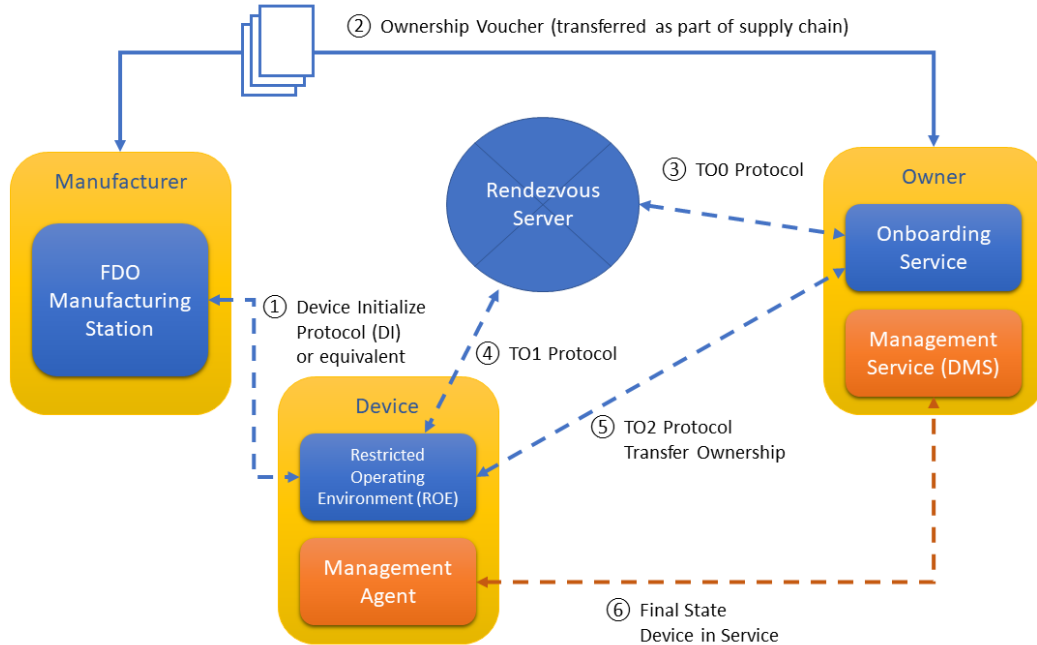 ② Ownership Voucher (transferred as part of supply chain)
Manufacturer
FDO
Manufacturing
Station
① Device Initialize
Protocol (DI)
or equivalent
Rendezvous
Server
③ TO0 Protocol
Owner
Onboarding
Service
Management
Service (DMS)
④ TO1 Protocol
Device
Restricted
Operating
Environment (ROE)
Management
Agent
⑤ TO2 Protocol
Transfer Ownership
⑥ Final State
Device in Service